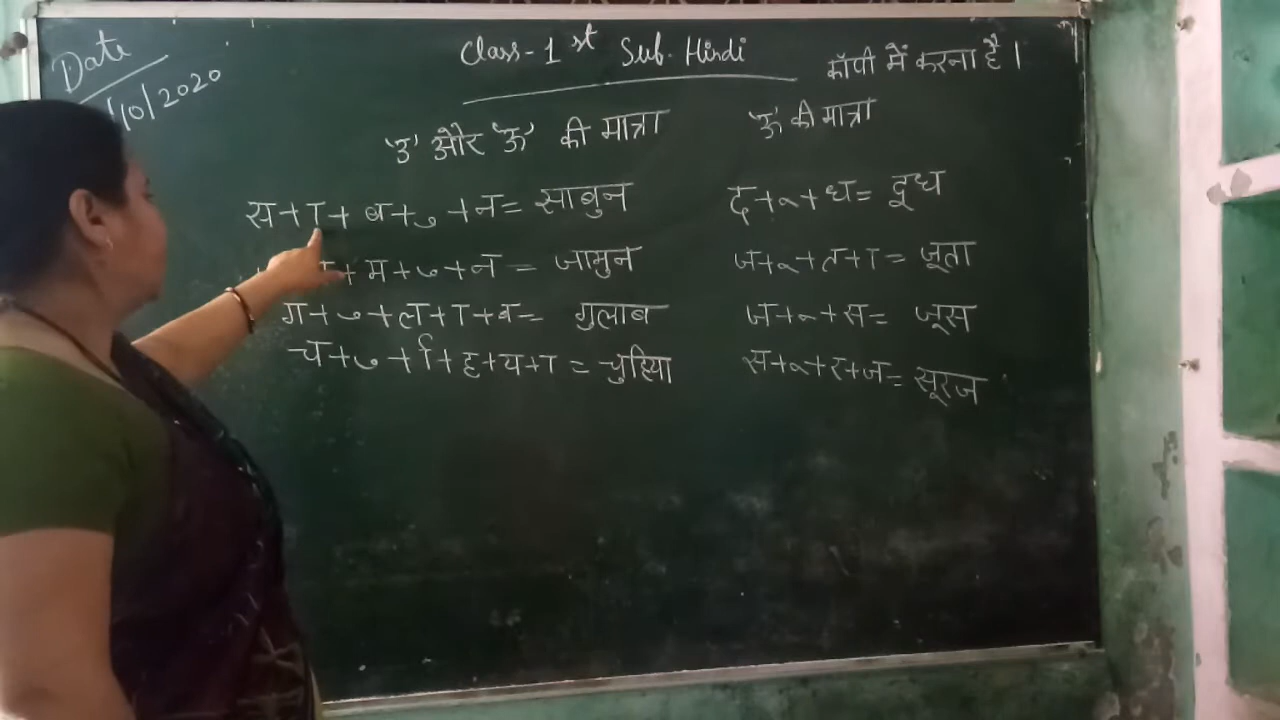 Date
/10/2020
Class-1st Sub. Hindi
कॉपी में करना है।
'उ' और 'ऊ' की मात्रा
'ऊ' की मात्रा
स+ा+ब+ु+न= साबुन
+म+ु+न = जामुन
ग+ु+ल+ा+ब= गुलाब
च+ु+ि+ह+य+ा = चुहिया
द+ू+ध= दूध
ज+ू+त+ा= जूता
ज+ू+स= जूस
स+ू+र+ज= सूरज